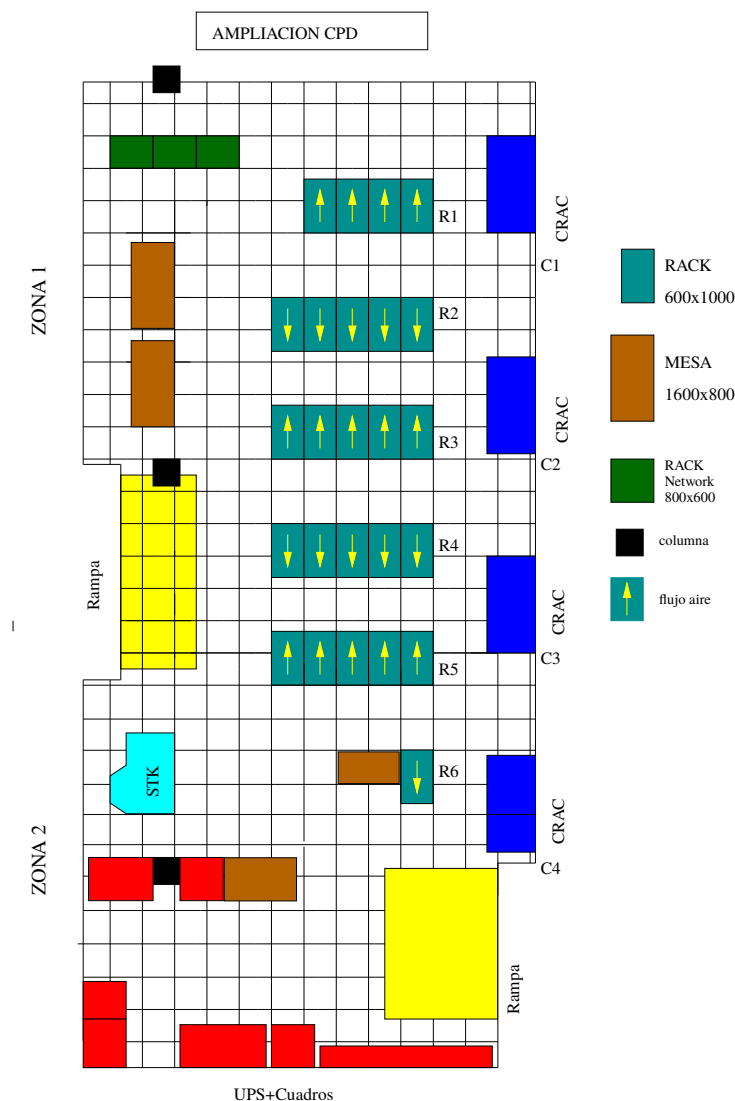 AMPLIACION CPD
R1
CRAC
C1
ZONA 1
R2
R3
CRAC
C2
R4
Rampa
CRAC
C3
R5
R6
STK
CRAC
C4
ZONA 2
Rampa
UPS+Cuadros
RACK
600x1000
MESA
1600x800
RACK
Network
800x600
columna
flujo aire